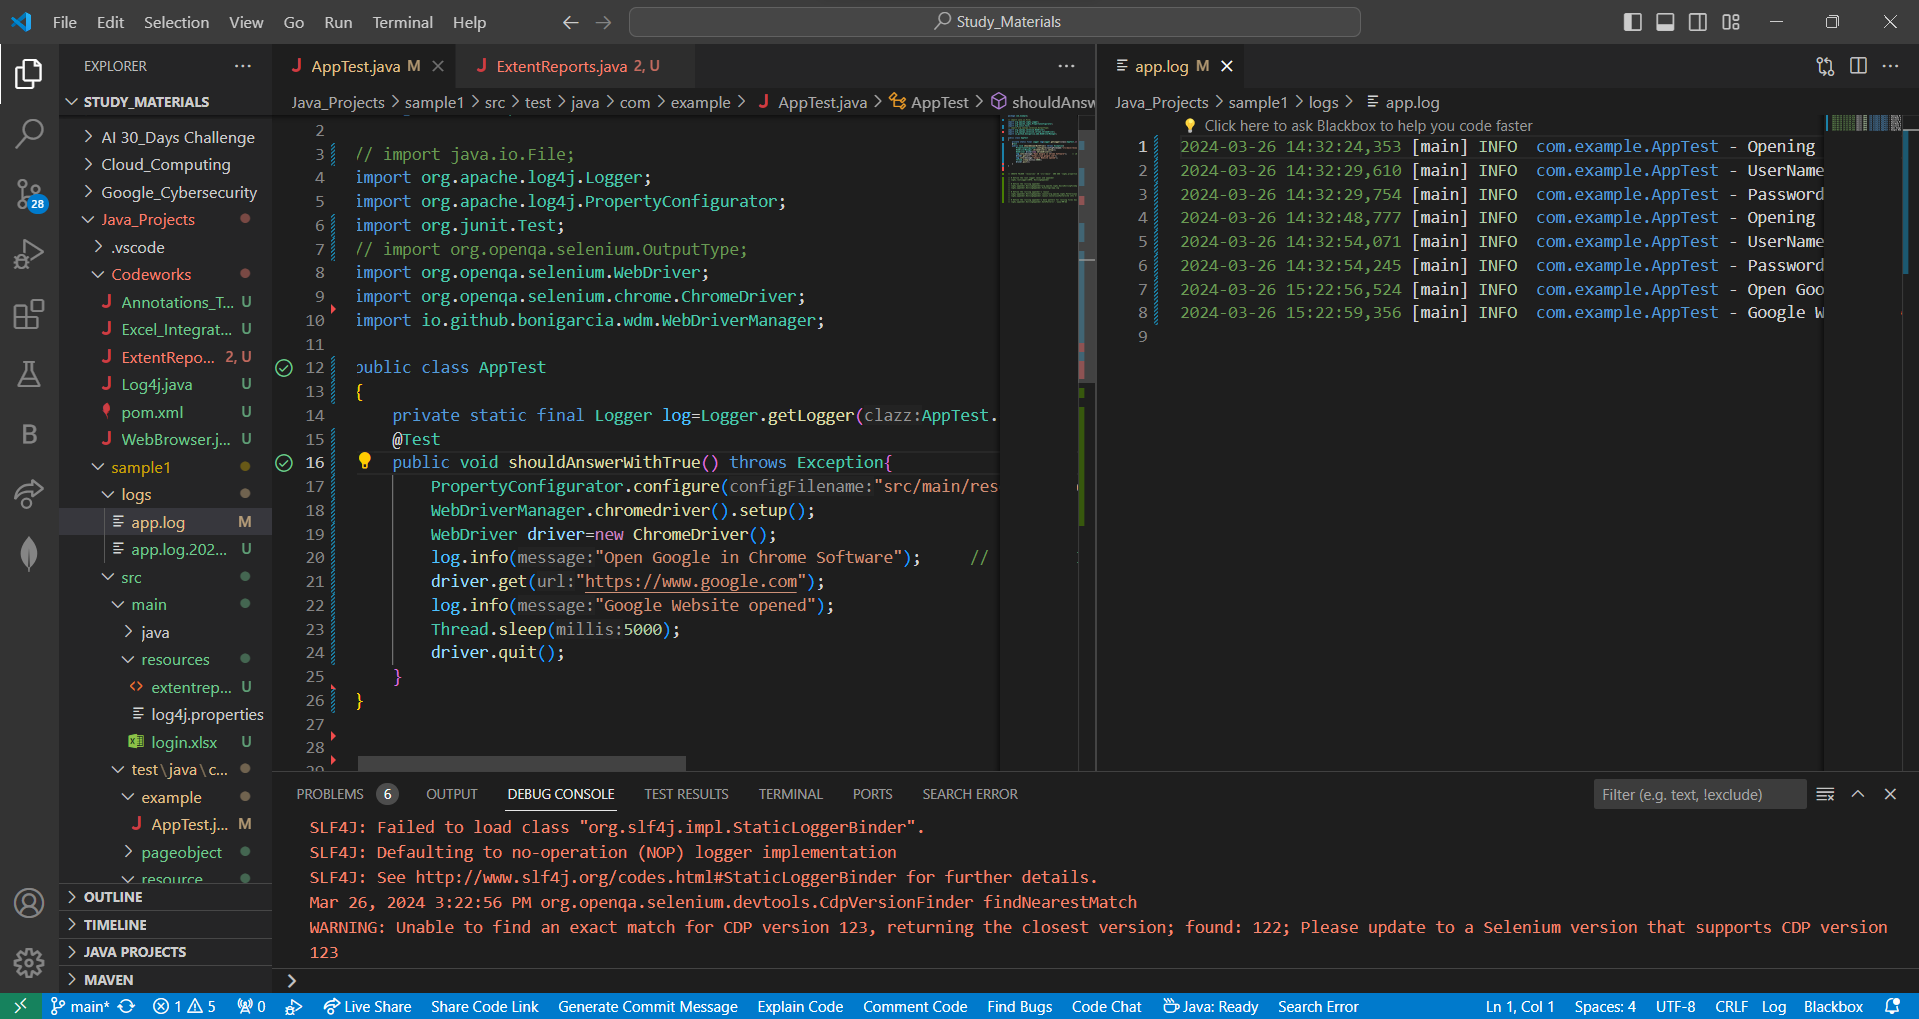 File Edit Selection View Go Run Terminal Help
Study_Materials
EXPLORER
STUDY_MATERIALS
AI 30_Days Challenge
Cloud_Computing
Google_Cybersecurity
Java_Projects
.vscode
Codeworks
Annotations_T... U
Excel_Integrat... U
ExtentRepo... 2, U
Log4j.java U
pom.xml U
WebBrowser.j... U
sample1
logs
app.log M
app.log.202... U
src
main
java
resources
extentrep... U
log4j.properties
login.xlsx U
test\java\c...
example
AppTest.j... M
pageobject
resource
OUTLINE
TIMELINE
JAVA PROJECTS
MAVEN
28
AppTest.java M
ExtentReports.java 2, U
Java_Projects > sample1 > src > test > java > com > example > AppTest.java > AppTest > shouldAnsw
2
3 // import java.io.File;
4 import org.apache.log4j.Logger;
5 import org.apache.log4j.PropertyConfigurator;
6 import org.junit.Test;
7 // import org.openqa.selenium.OutputType;
8 import org.openqa.selenium.WebDriver;
9 import org.openqa.selenium.chrome.ChromeDriver;
10 import io.github.bonigarcia.wdm.WebDriverManager;
11
12 public class AppTest
13 {
14 private static final Logger log=Logger.getLogger(clazz:AppTest.
15 @Test
16 public void shouldAnswerWithTrue() throws Exception{
17 PropertyConfigurator.configure(configFilename:"src/main/res
18 WebDriverManager.chromedriver().setup();
19 WebDriver driver=new ChromeDriver();
20 log.info(message:"Open Google in Chrome Software"); //
21 driver.get(url:"https://www.google.com");
22 log.info(message:"Google Website opened");
23 Thread.sleep(millis:5000);
24 driver.quit();
25 }
26 }
27
28
29
app.log M
Java_Projects > sample1 > logs > app.log
Click here to ask Blackbox to help you code faster
1 2024-03-26 14:32:24,353 [main] INFO com.example.AppTest - Opening
2 2024-03-26 14:32:29,610 [main] INFO com.example.AppTest - UserName
3 2024-03-26 14:32:29,754 [main] INFO com.example.AppTest - Password
4 2024-03-26 14:32:48,777 [main] INFO com.example.AppTest - Opening
5 2024-03-26 14:32:54,071 [main] INFO com.example.AppTest - UserName
6 2024-03-26 14:32:54,245 [main] INFO com.example.AppTest - Password
7 2024-03-26 15:22:56,524 [main] INFO com.example.AppTest - Open Goo
8 2024-03-26 15:22:59,356 [main] INFO com.example.AppTest - Google W
9
PROBLEMS 6 OUTPUT DEBUG CONSOLE TEST RESULTS TERMINAL PORTS SEARCH ERROR
Filter (e.g. text, !exclude)
SLF4J: Failed to load class "org.slf4j.impl.StaticLoggerBinder".
SLF4J: Defaulting to no-operation (NOP) logger implementation
SLF4J: See http://www.slf4j.org/codes.html#StaticLoggerBinder for further details.
Mar 26, 2024 3:22:56 PM org.openqa.selenium.devtools.CdpVersionFinder findNearestMatch
WARNING: Unable to find an exact match for CDP version 123, returning the closest version; found: 122; Please update to a Selenium version that supports CDP version
123
main* 1 5 0 Live Share Share Code Link Generate Commit Message Explain Code Comment Code Find Bugs Code Chat Java: Ready Search Error Ln 1, Col 1 Spaces: 4 UTF-8 CRLF Log Blackbox